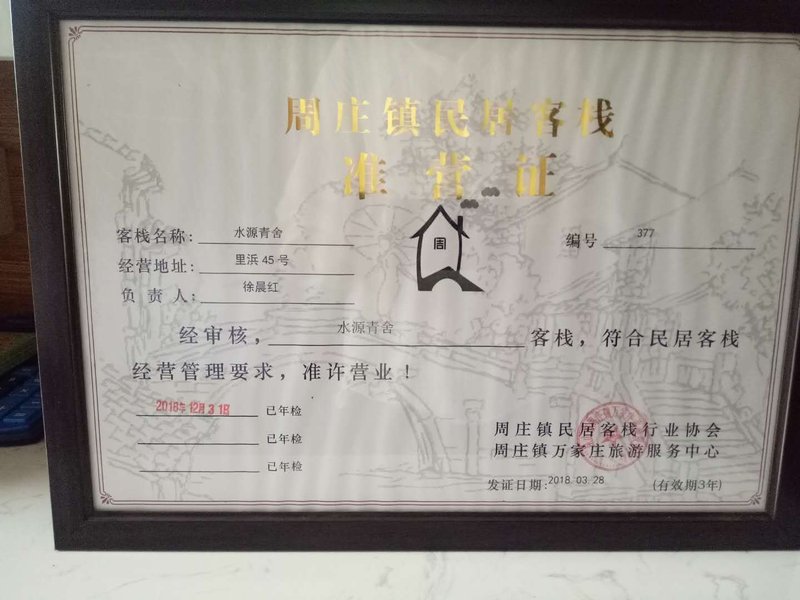 周庄镇民居客栈
准营证
周
客栈名称：水源青舍
编号 377
经营地址：里浜45号
负责人：徐晨红
经审核，水源青舍客栈，符合民居客栈
经营管理要求，准许营业！
2018年12月31日 已年检
已年检
已年检
周庄镇民居客栈行业协会
周庄镇万家庄旅游服务中心
发证日期：2018.03.28 （有效期3年）